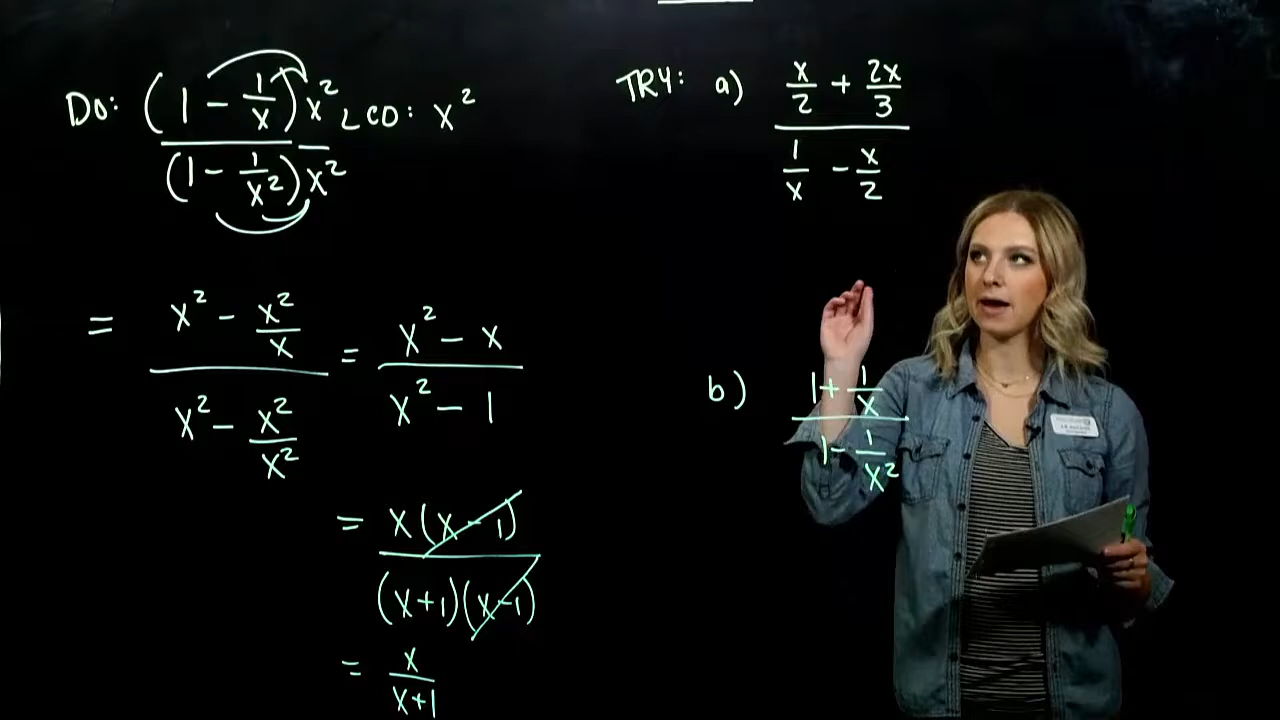 Do: (1 - 1/x) x² LCD: x²
(1 - 1/x²) x²
= (x² - x²/x)/(x² - x²/x²) = (x² - x)/(x² - 1)
= x(x - 1)/(x+1)(x-1)
= x/(x+1)
TRY: a) (x/2 + 2x/3)/(1/x - x/2)
b) (1 + 1/x)/(1 - 1/x²)